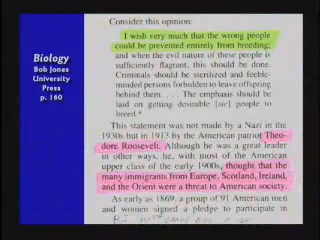 Biology
Bob Jones
University
Press
p. 160
Consider this opinion:
I wish very much that the wrong people
could be prevented entirely from breeding;
and when the evil nature of these people is
sufficiently flagrant, this should be done.
Criminals should be sterilized and feeble-
minded persons forbidden to leave offspring
behind them. . . . The emphasis should be
laid on getting desirable [sic] people to
breed.*
This statement was not made by a Nazi in the
1930s but in 1913 by the American patriot Theo-
dore Roosevelt. Although he was a great leader
in other ways, he, with most of the American
upper class of the early 1900s, thought that the
many immigrants from Europe, Scotland, Ireland,
and the Orient were a threat to American society.
As early as 1869, a group of 91 American men
and women signed a pledge to participate in